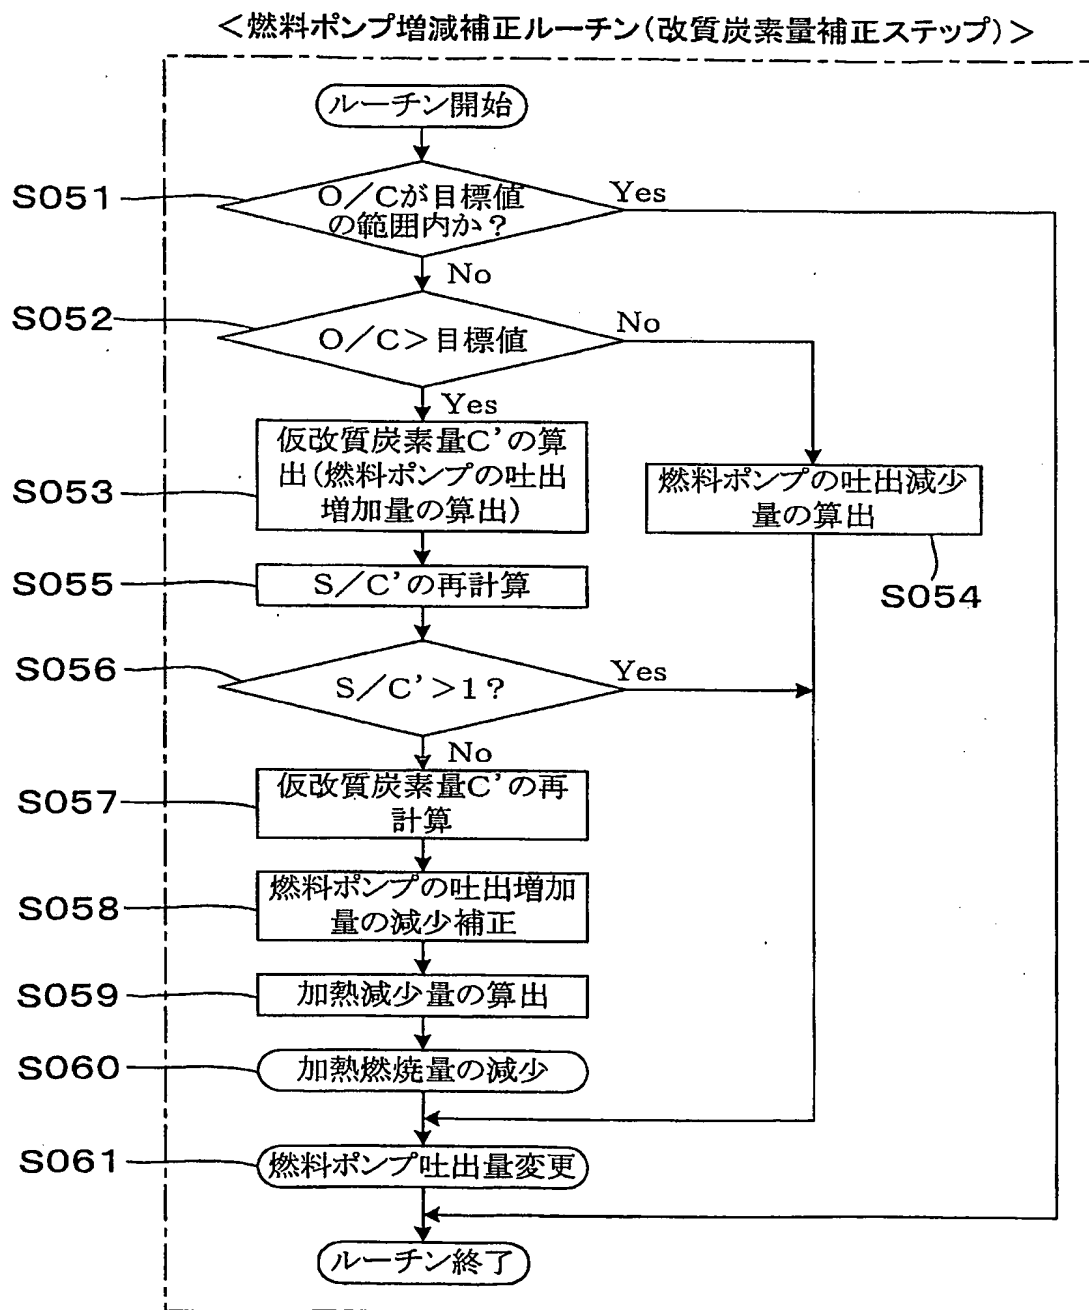 ＜燃料ポンプ増減補正ルーチン(改質炭素量補正ステップ)＞
ルーチン開始
S051
O／Cが目標値
の範囲内か？
Yes
No
S052
O／C＞目標値
No
Yes
S053
仮改質炭素量C'の算
出(燃料ポンプの吐出
増加量の算出)
燃料ポンプの吐出減少
量の算出
S054
S055
S／C'の再計算
S056
S／C'＞1？
Yes
No
S057
仮改質炭素量C'の再
計算
S058
燃料ポンプの吐出増加
量の減少補正
S059
加熱減少量の算出
S060
加熱燃焼量の減少
S061
燃料ポンプ吐出量変更
ルーチン終了